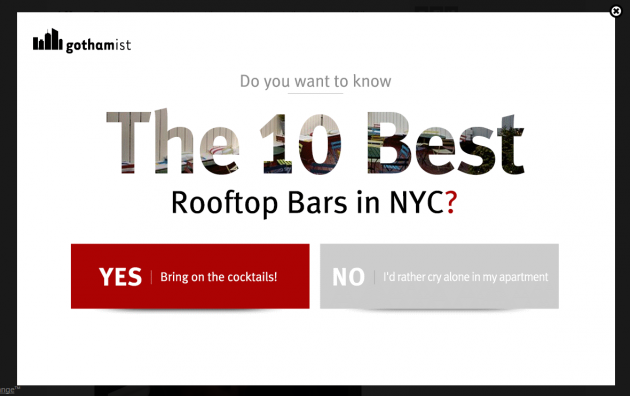 gothamist
Do you want to know
The 10 Best
Rooftop Bars in NYC?
YES | Bring on the cocktails!
NO | I'd rather cry alone in my apartment
nge™